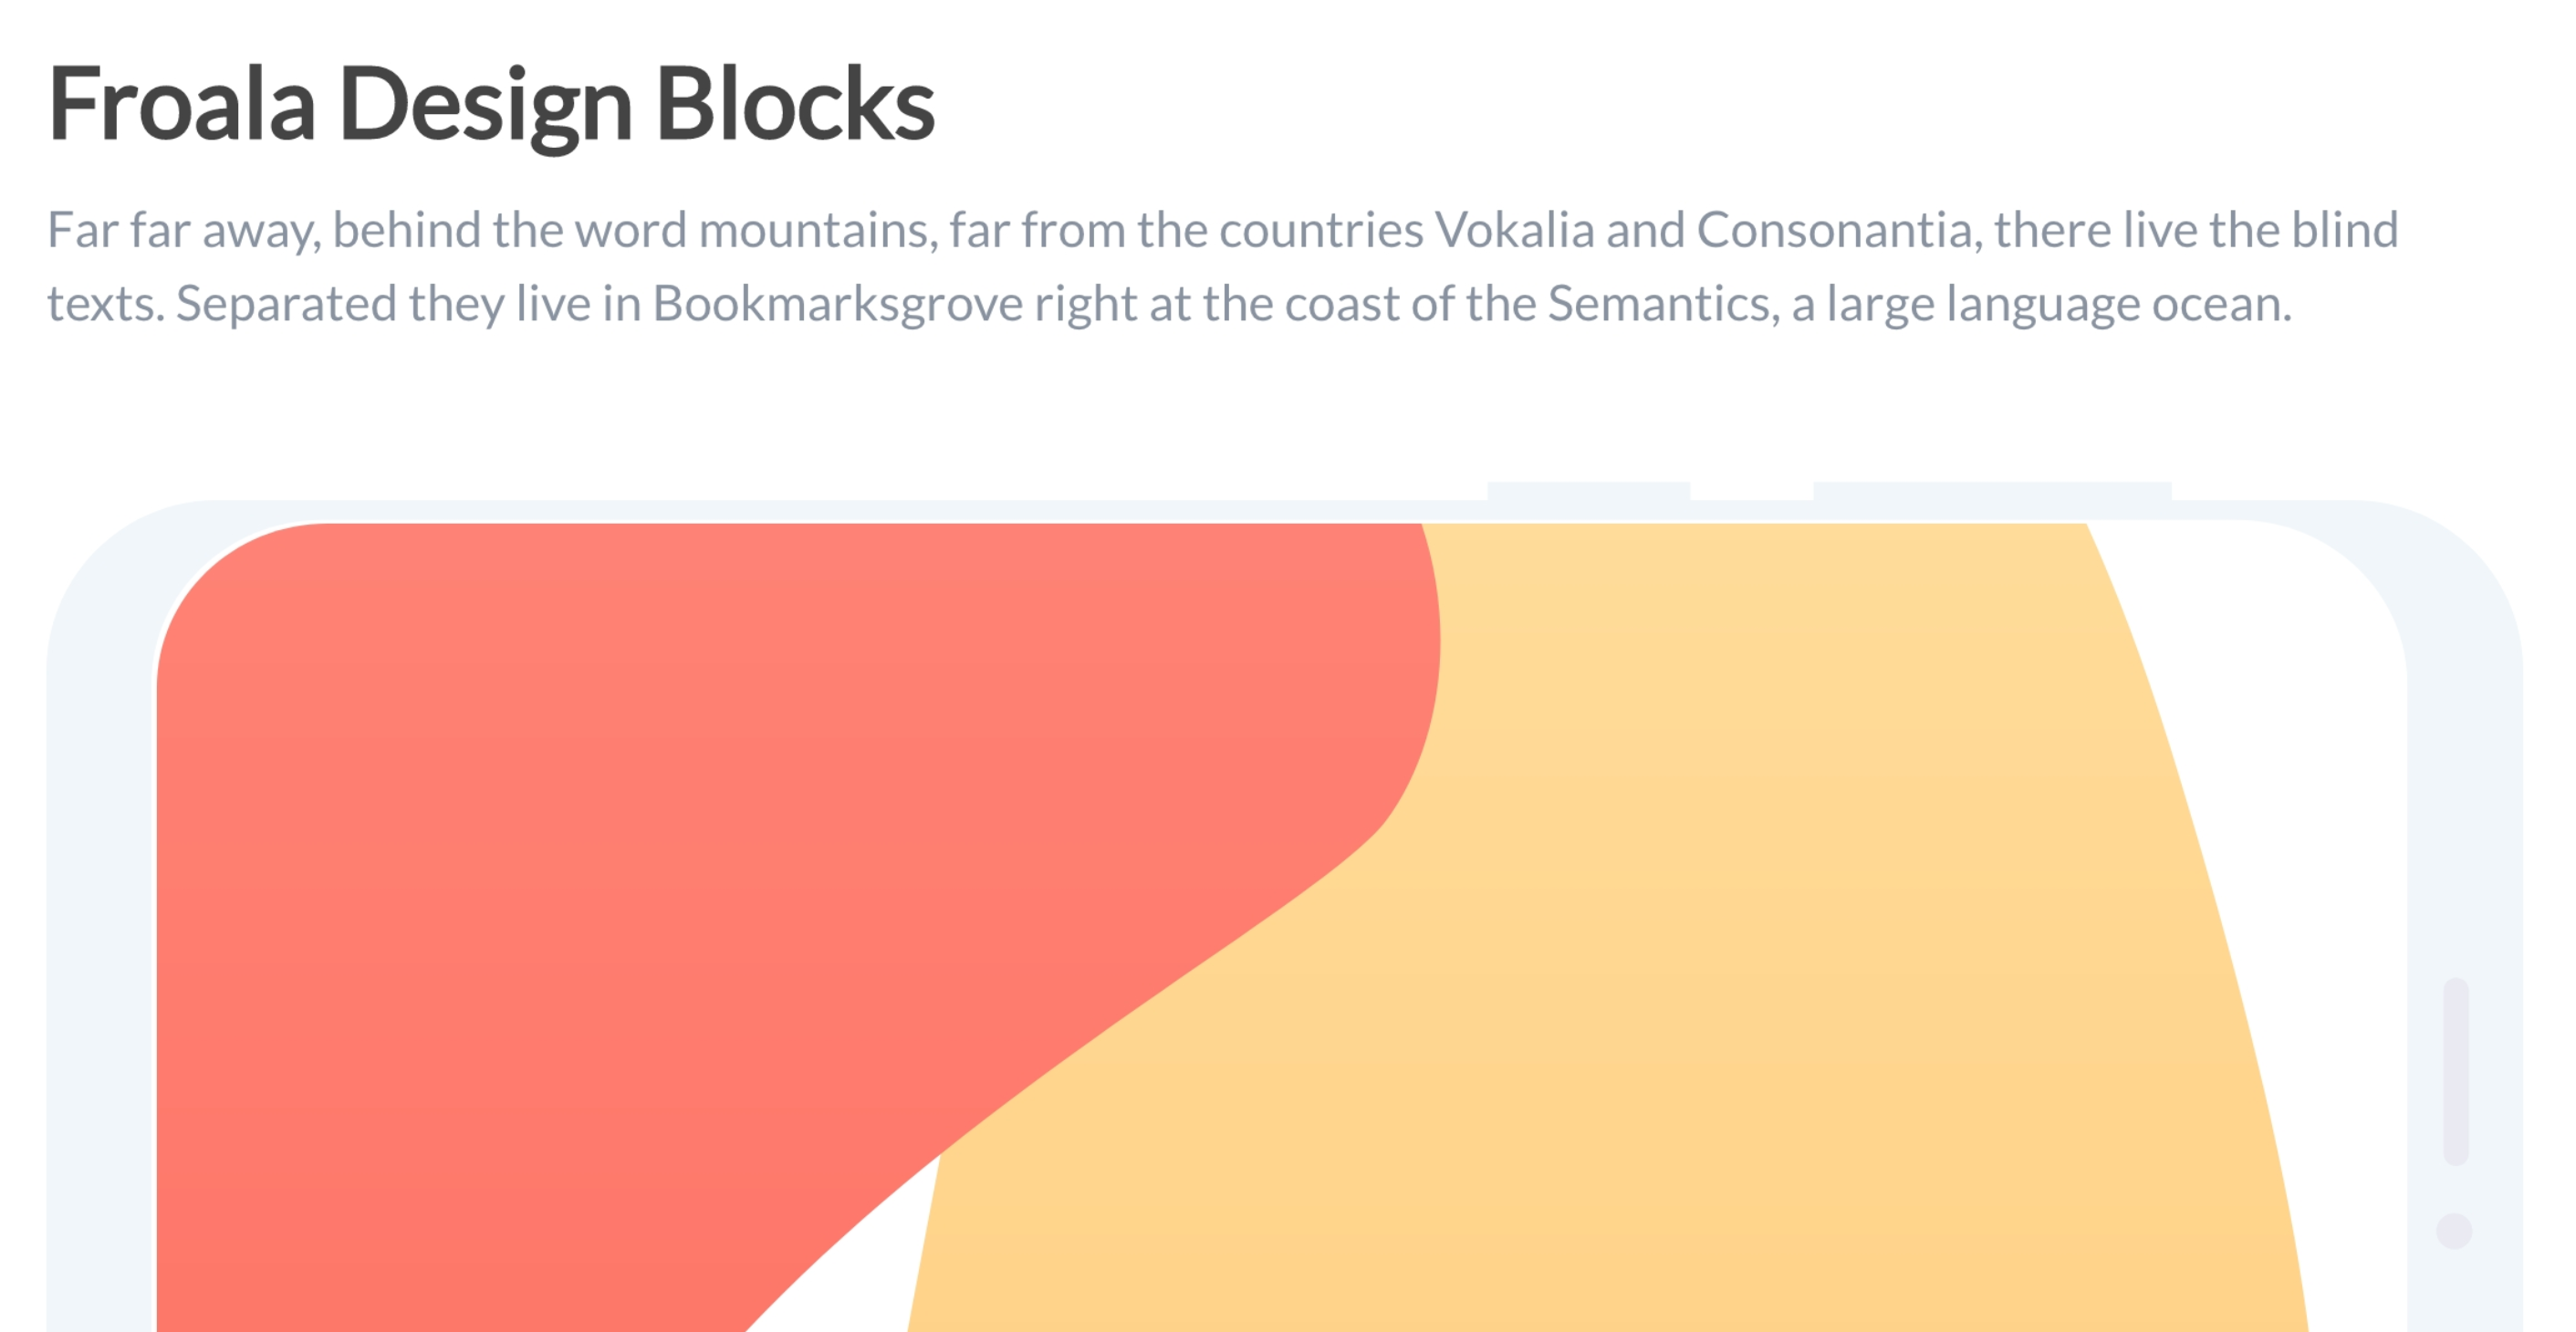 Froala Design Blocks
Far far away, behind the word mountains, far from the countries Vokalia and Consonantia, there live the blind
texts. Separated they live in Bookmarksgrove right at the coast of the Semantics, a large language ocean.